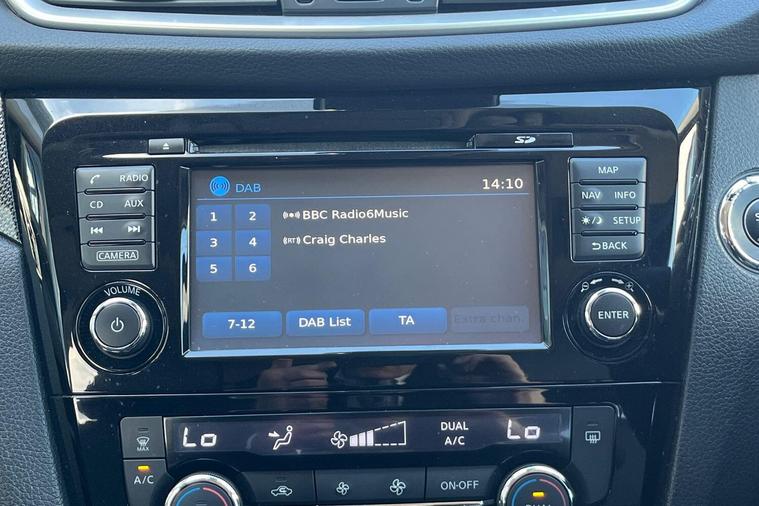 SD
RADIO
CD AUX
CAMERA
VOLUME
DAB 14:10
1 2 BBC Radio6Music
3 4 RT Craig Charles
5 6
7-12 DAB List TA Extra chan.
MAP
NAV INFO
SETUP
BACK
ENTER
MAX
A/C
Lo DUAL A/C Lo
ON-OFF
DUAL
S